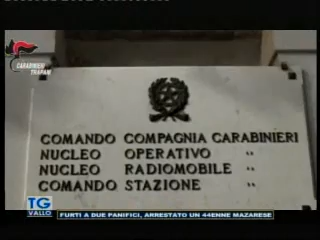 CARABINIERI
TRAPANI
COMANDO COMPAGNIA CARABINIERI
NUCLEO OPERATIVO "
NUCLEO RADIOMOBILE "
COMANDO STAZIONE "
TG
VALLO
FURTI A DUE PANIFICI, ARRESTATO UN 44ENNE MAZARESE